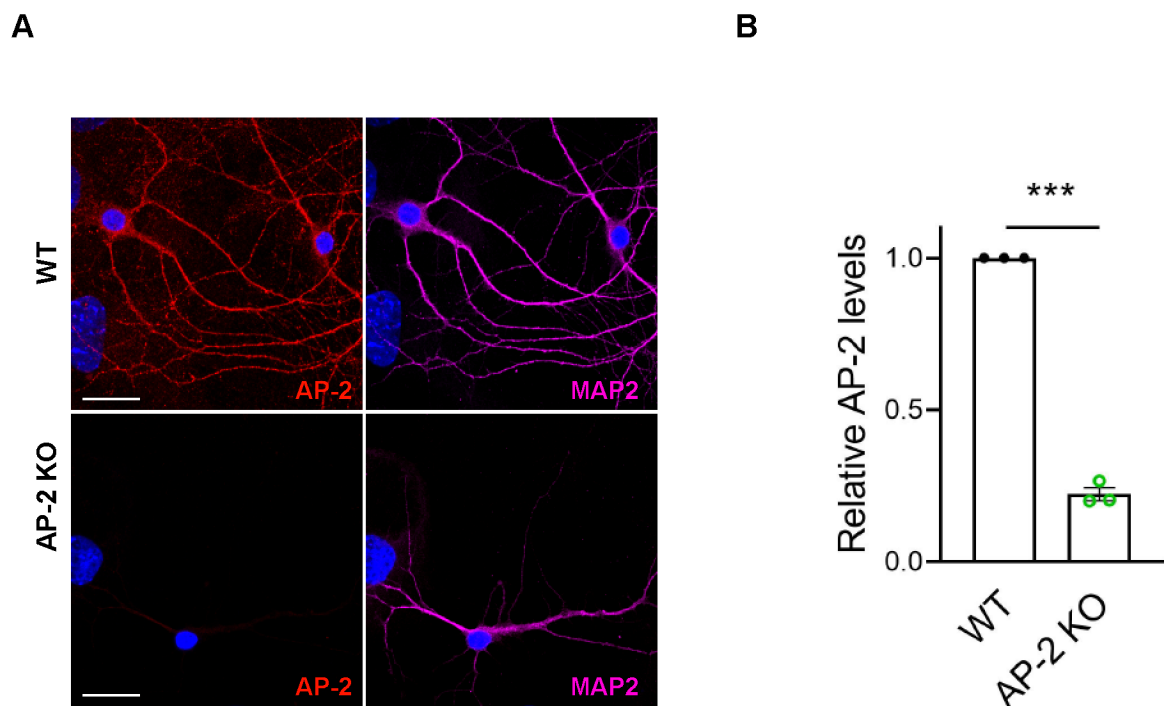 A
B
WT
AP-2
MAP2
AP-2 KO
AP-2
MAP2
***
Relative AP-2 levels
1.0
0.5
0.0
WT
AP-2 KO